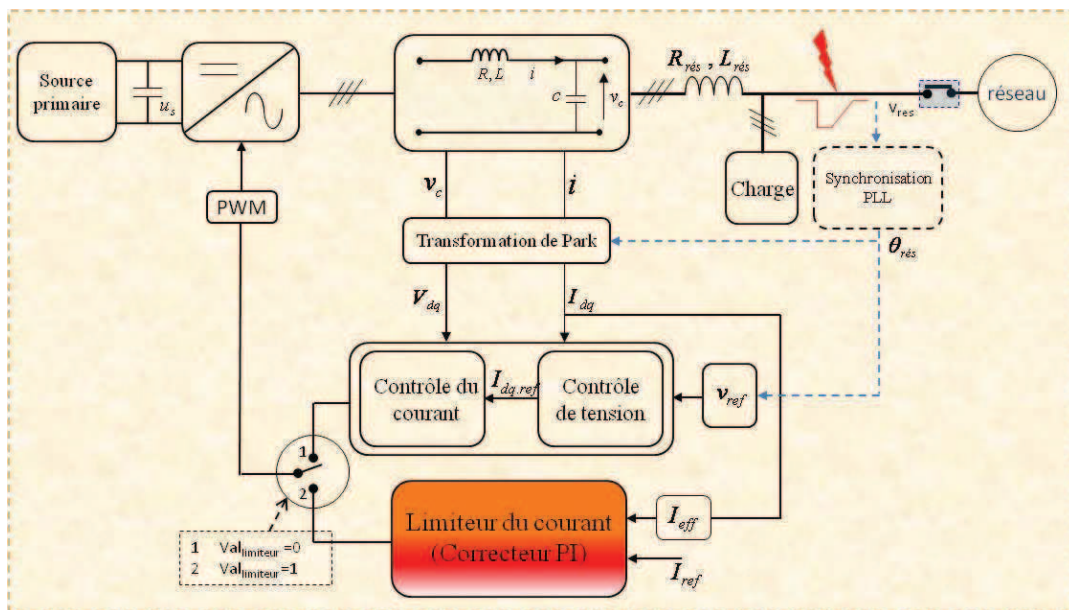 Source
primaire
u_s
R, L
i
c
v_c
R_rés , L_rés
v_res
réseau
Charge
Synchronisation
PLL
θ_rés
PWM
v_c
i
Transformation de Park
V_dq
I_dq
Contrôle du
courant
I_dq.ref
Contrôle
de tension
v_ref
1
2
Limiteur du courant
(Correcteur PI)
I_eff
I_ref
1 Val_limiteur =0
2 Val_limiteur=1